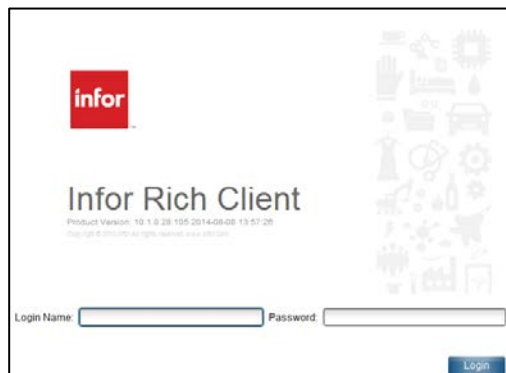 infor
Infor Rich Client
Product Version: 10.1.0.28.105 2014-08-08 13:57:26
Login Name:
Password:
Login